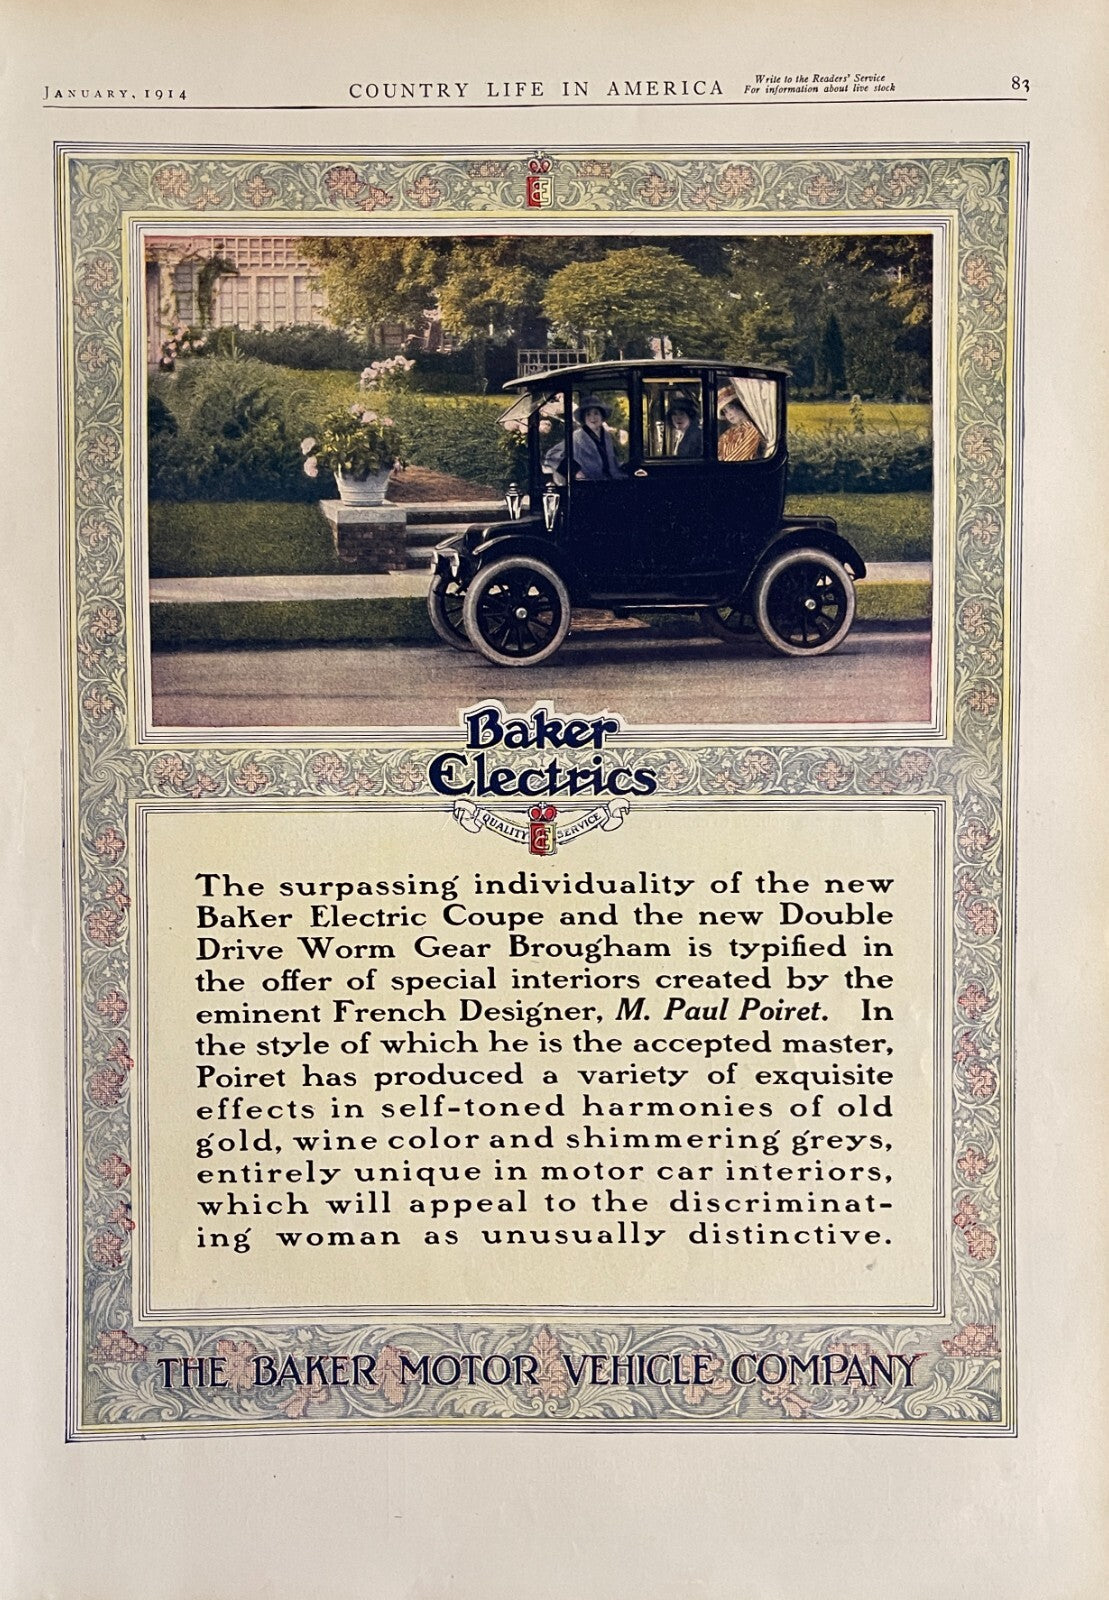 January, 1914
COUNTRY LIFE IN AMERICA
Write to the Readers' Service
For information about live stock
83
Baker
Electrics
QUALITY SERVICE
The surpassing individuality of the new
Baker Electric Coupe and the new Double
Drive Worm Gear Brougham is typified in
the offer of special interiors created by the
eminent French Designer, M. Paul Poiret. In
the style of which he is the accepted master,
Poiret has produced a variety of exquisite
effects in self-toned harmonies of old
gold, wine color and shimmering greys,
entirely unique in motor car interiors,
which will appeal to the discriminat-
ing woman as unusually distinctive.
THE BAKER MOTOR VEHICLE COMPANY